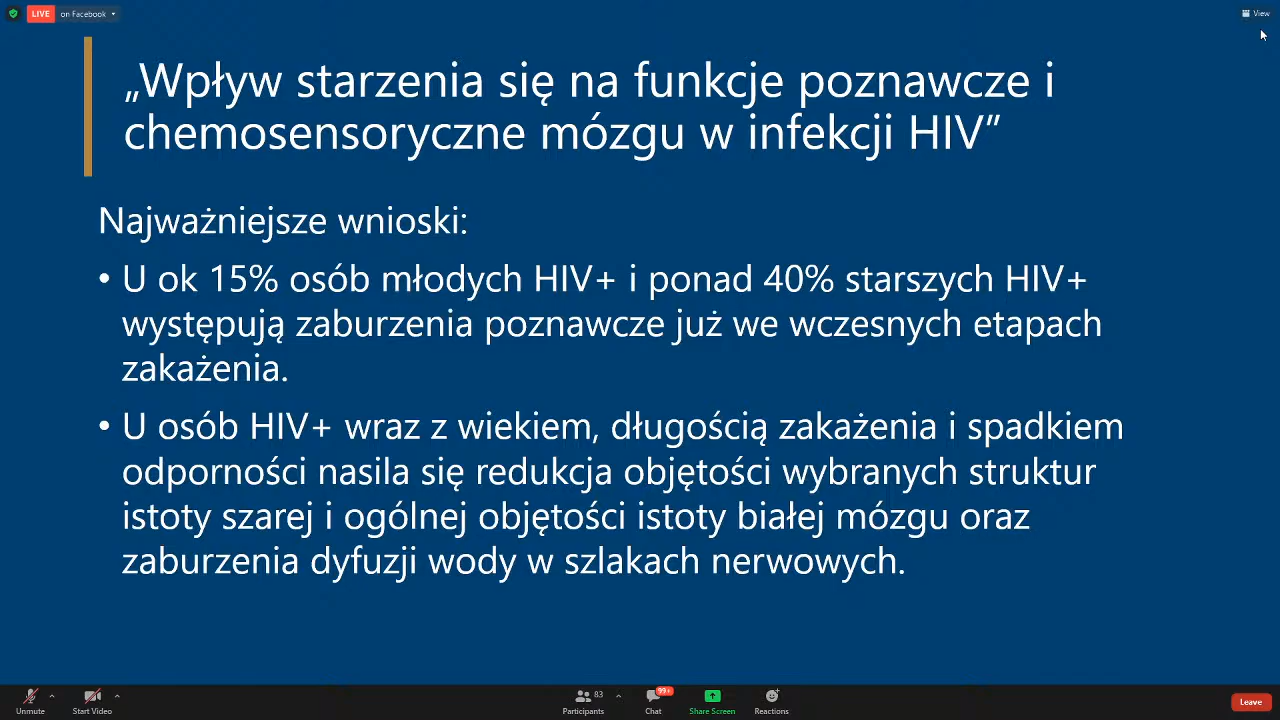 LIVE on Facebook
View
„Wpływ starzenia się na funkcje poznawcze i
chemosensoryczne mózgu w infekcji HIV”
Najważniejsze wnioski:
• U ok 15% osób młodych HIV+ i ponad 40% starszych HIV+
występują zaburzenia poznawcze już we wczesnych etapach
zakażenia.
• U osób HIV+ wraz z wiekiem, długością zakażenia i spadkiem
odporności nasila się redukcja objętości wybranych struktur
istoty szarej i ogólnej objętości istoty białej mózgu oraz
zaburzenia dyfuzji wody w szlakach nerwowych.
Unmute
Start Video
83
Participants
99+
Chat
Share Screen
Reactions
Leave